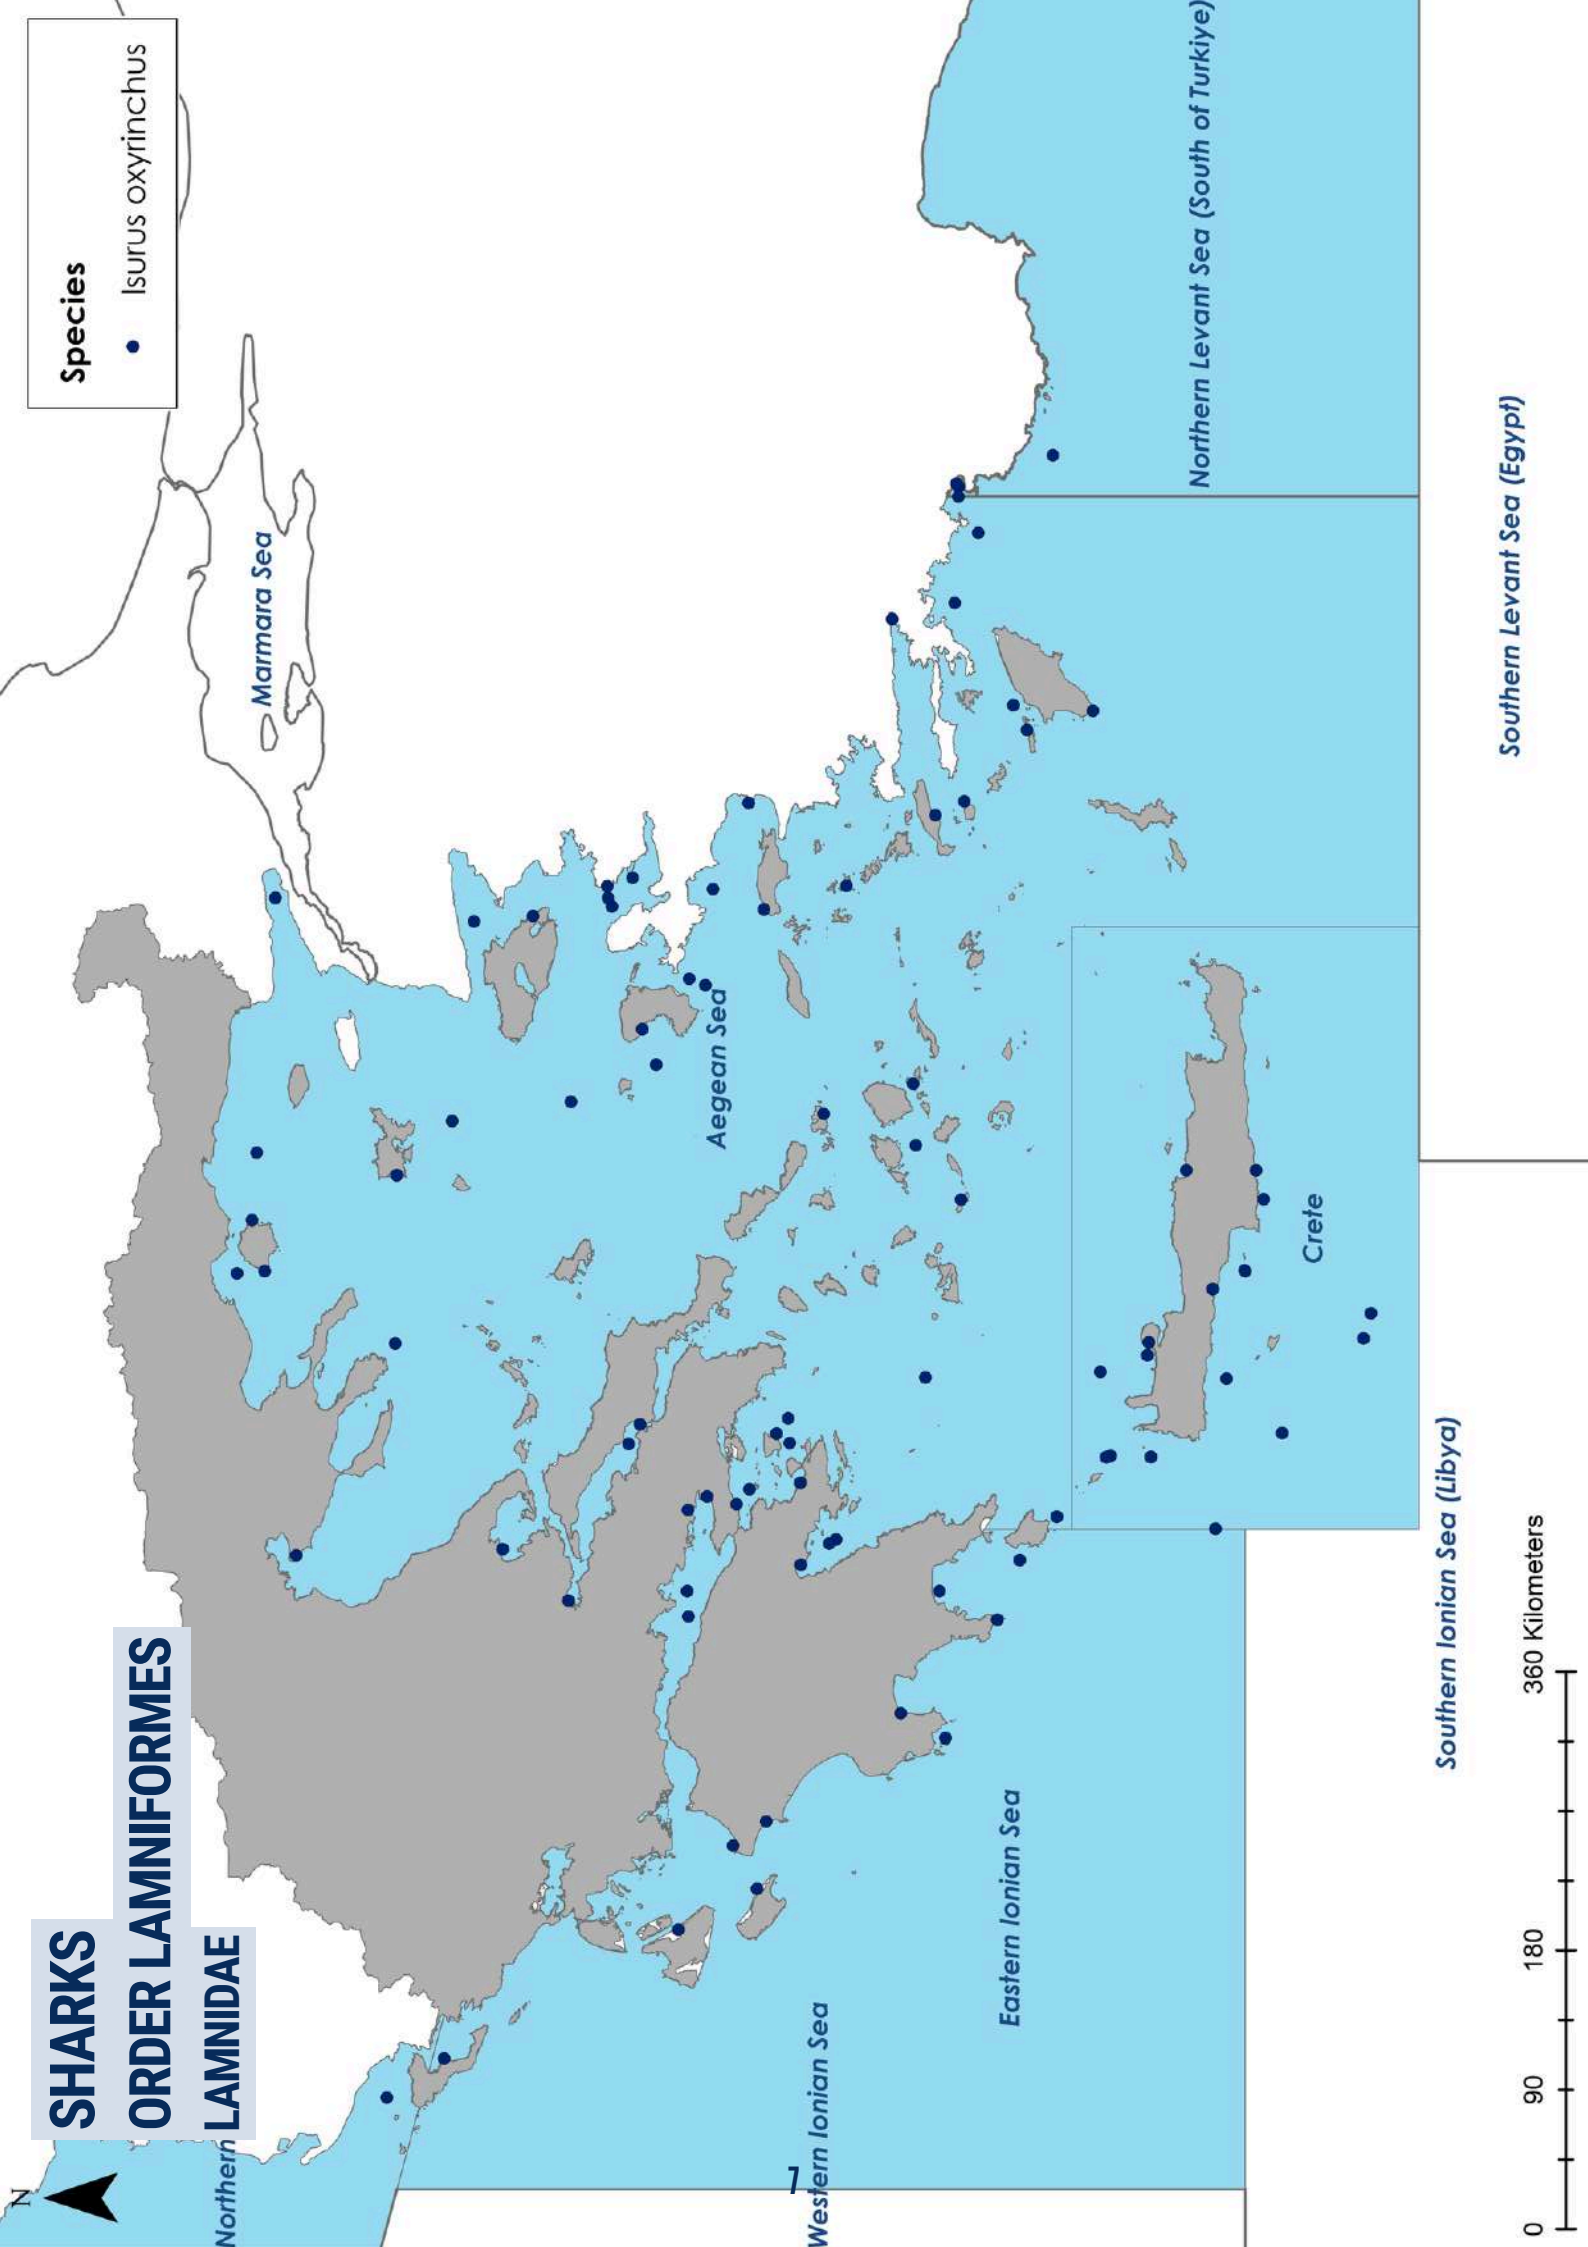 SHARKS
ORDER LAMNIFORMES
LAMNIDAE
Species
Isurus oxyrinchus
N
Northern
Marmara Sea
Aegean Sea
Western Ionian Sea
Eastern Ionian Sea
Northern Levant Sea (South of Turkiye)
Crete
Southern Ionian Sea (Libya)
Southern Levant Sea (Egypt)
0 90 180 360 Kilometers
7